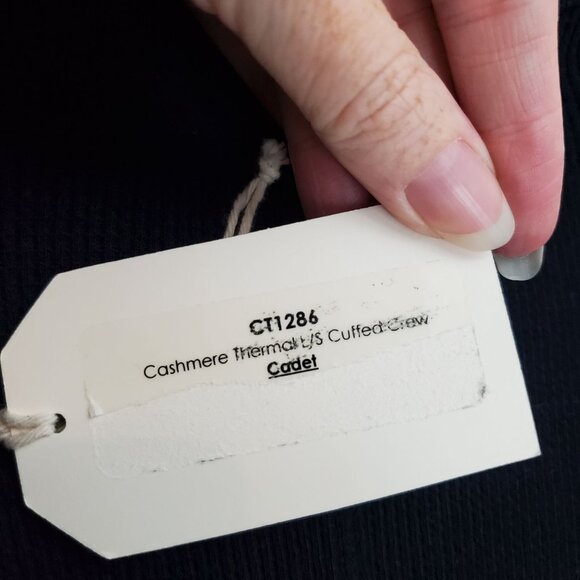 CT1286
Cashmere Thermal L/S Cuffed Crew
Cadet